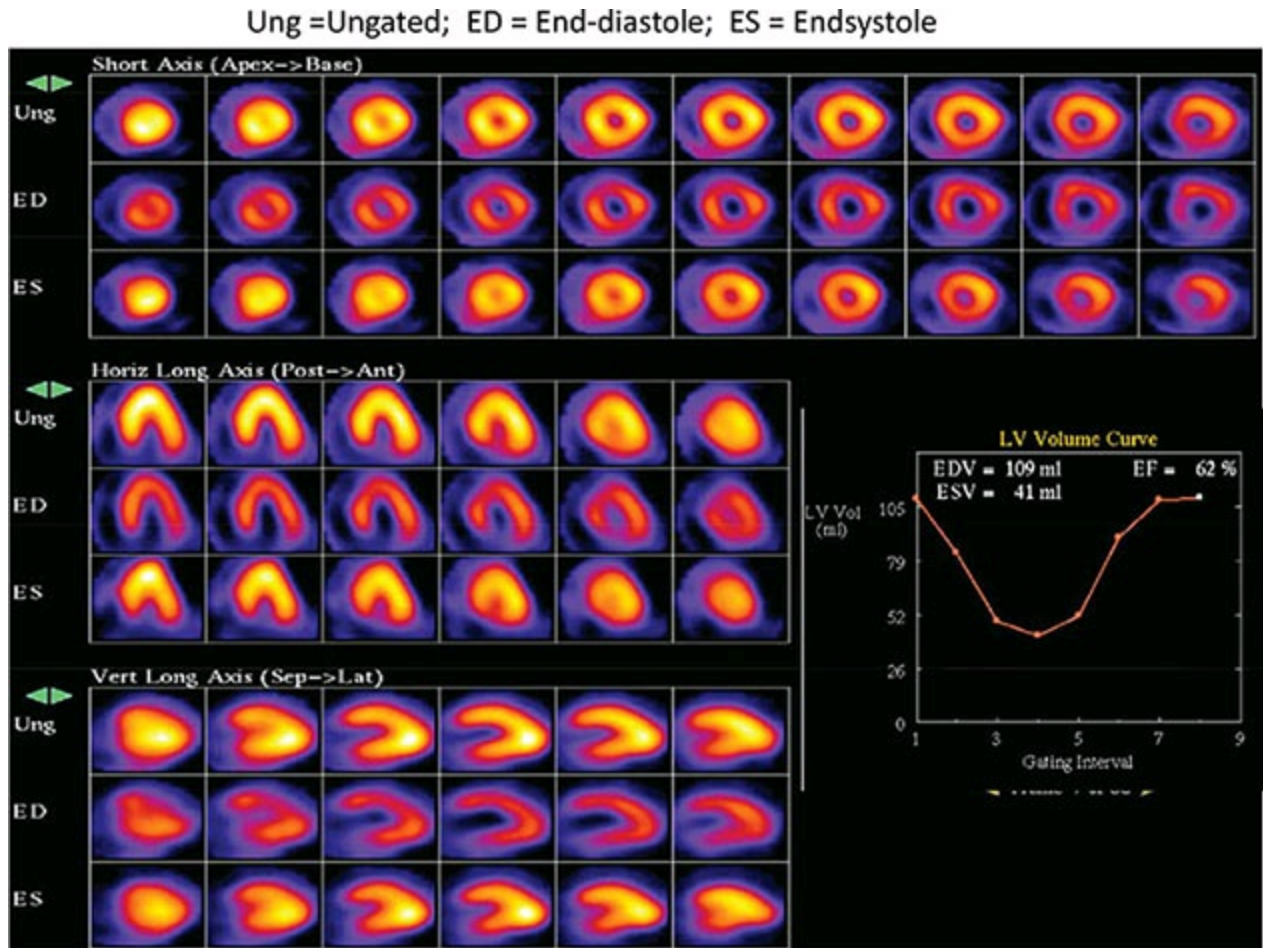 Ung =Ungated; ED = End-diastole; ES = Endsystole
Short Axis (Apex->Base)
Ung
ED
ES
Horiz Long Axis (Post->Ant)
Ung
ED
ES
LV Volume Curve
EDV = 109 ml EF = 62 %
ESV = 41 ml
LV Vol
(ml)
105
79
52
26
0
1 3 5 7 9
Gating Interval
Vert Long Axis (Sep->Lat)
Ung
ED
ES